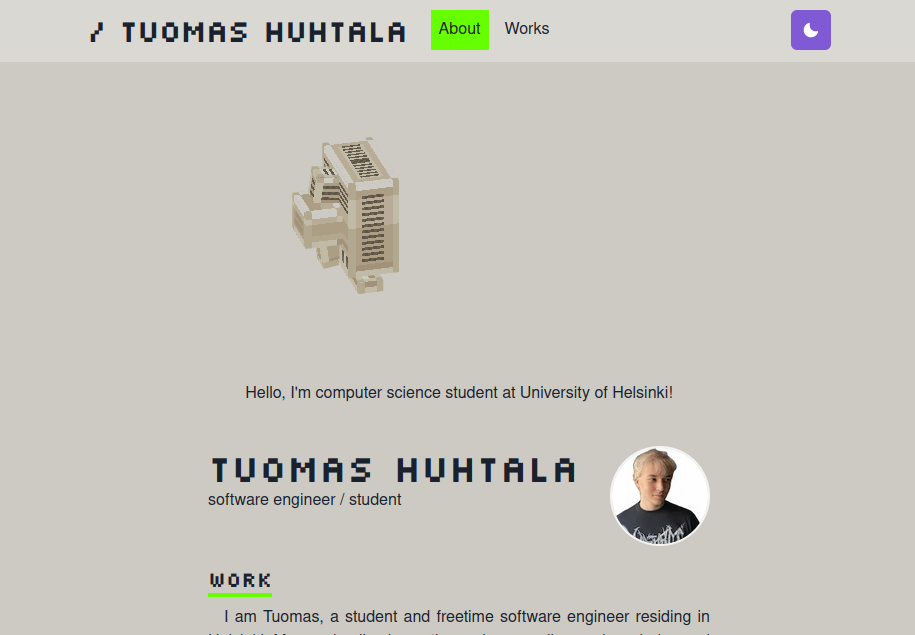 / TUOMAS HUHTALA
About Works
Hello, I'm computer science student at University of Helsinki!
TUOMAS HUHTALA
software engineer / student
WORK
I am Tuomas, a student and freetime software engineer residing in